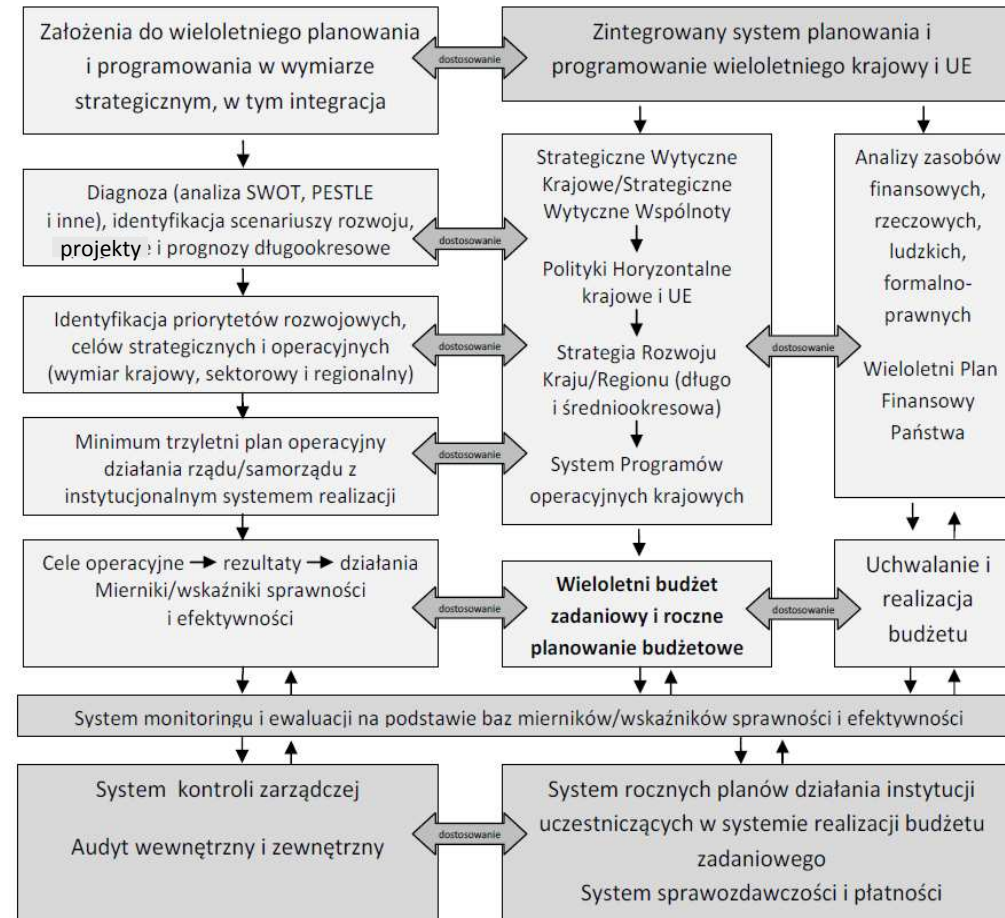 Założenia do wieloletniego planowania
i programowania w wymiarze
strategicznym, w tym integracja
dostosowanie
Zintegrowany system planowania i
programowanie wieloletniego krajowy i UE
Diagnoza (analiza SWOT, PESTLE
i inne), identyfikacja scenariuszy rozwoju,
projekty i prognozy długookresowe
dostosowanie
Strategiczne Wytyczne
Krajowe/Strategiczne
Wytyczne Wspólnoty
Polityki Horyzontalne
krajowe i UE
Strategia Rozwoju
Kraju/Regionu (długo
i średniookresowa)
System Programów
operacyjnych krajowych
Analizy zasobów
finansowych,
rzeczowych,
ludzkich,
formalno-
prawnych
Wieloletni Plan
Finansowy
Państwa
dostosowanie
Identyfikacja priorytetów rozwojowych,
celów strategicznych i operacyjnych
(wymiar krajowy, sektorowy i regionalny)
dostosowanie
Minimum trzyletni plan operacyjny
działania rządu/samorządu z
instytucjonalnym systemem realizacji
dostosowanie
Cele operacyjne → rezultaty → działania
Mierniki/wskaźniki sprawności
i efektywności
dostosowanie
Wieloletni budżet
zadaniowy i roczne
planowanie budżetowe
dostosowanie
Uchwalanie i
realizacja
budżetu
System monitoringu i ewaluacji na podstawie baz mierników/wskaźników sprawności i efektywności
System kontroli zarządczej
Audyt wewnętrzny i zewnętrzny
dostosowanie
System rocznych planów działania instytucji
uczestniczących w systemie realizacji budżetu
zadaniowego
System sprawozdawczości i płatności